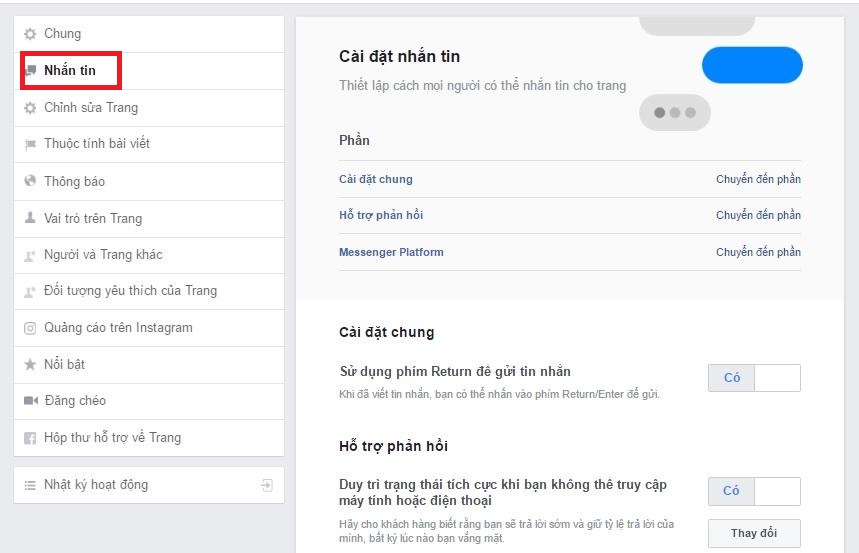 Chung
Nhắn tin
Chỉnh sửa Trang
Thuộc tính bài viết
Thông báo
Vai trò trên Trang
Người và Trang khác
Đối tượng yêu thích của Trang
Quảng cáo trên Instagram
Nổi bật
Đăng chéo
Hộp thư hỗ trợ về Trang
Nhật ký hoạt động
Cài đặt nhắn tin
Thiết lập cách mọi người có thể nhắn tin cho trang
Phần
Cài đặt chung Chuyển đến phần
Hỗ trợ phản hồi Chuyển đến phần
Messenger Platform Chuyển đến phần
Cài đặt chung
Sử dụng phím Return để gửi tin nhắn
Có
Khi đã viết tin nhắn, bạn có thể nhấn vào phím Return/Enter để gửi.
Hỗ trợ phản hồi
Duy trì trạng thái tích cực khi bạn không thể truy cập
máy tính hoặc điện thoại
Có
Hãy cho khách hàng biết rằng bạn sẽ trả lời sớm và giữ tỷ lệ trả lời của
mình, bất kỳ lúc nào bạn vắng mặt.
Thay đổi